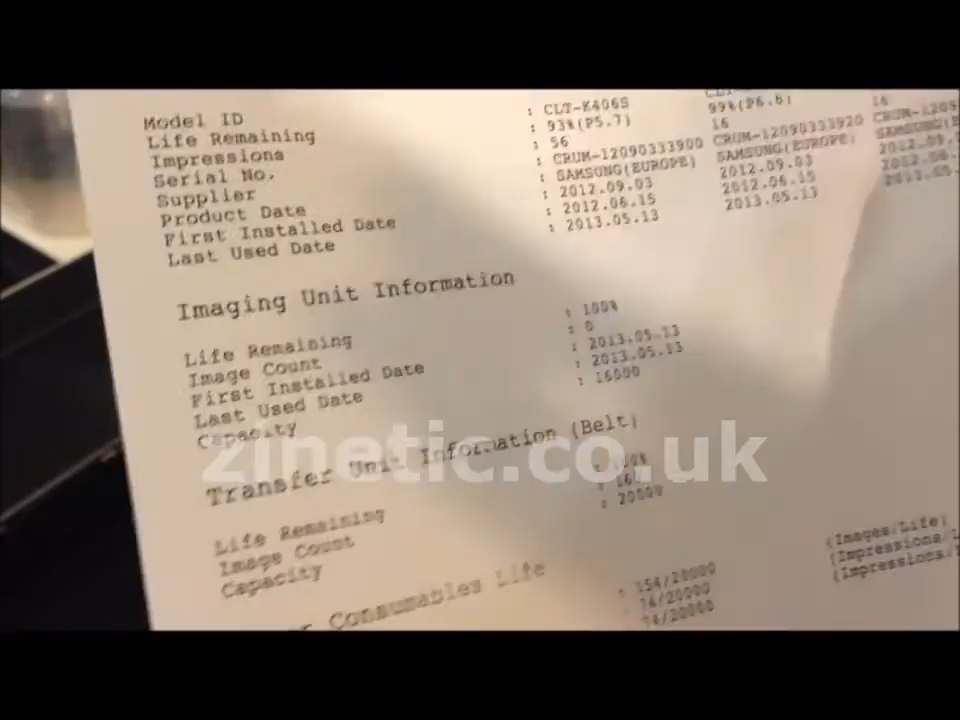 Model ID : CLT-K406S
Life Remaining : 93%(P5.7) 99%(P6.6)
Impressions : 56 16 16
Serial No. : CRUM-12090333900 CRUM-12090333920
Supplier : SAMSUNG(EUROPE) SAMSUNG(EUROPE)
Product Date : 2012.09.03 2012.09.03
First Installed Date : 2012.06.15 2012.06.15
Last Used Date : 2013.05.13 2013.05.13
Imaging Unit Information
Life Remaining : 100%
Image Count : 0
First Installed Date : 2013.05.13
Last Used Date : 2013.05.13
Capacity : 16000
zinetic.co.uk
Transfer Unit Information (Belt)
Life Remaining : 100%
Image Count
Capacity : 20000
Consumables Life
: 154/20000 (Images/Life)
74/20000 (Impressions/
74/20000 (Impressions/